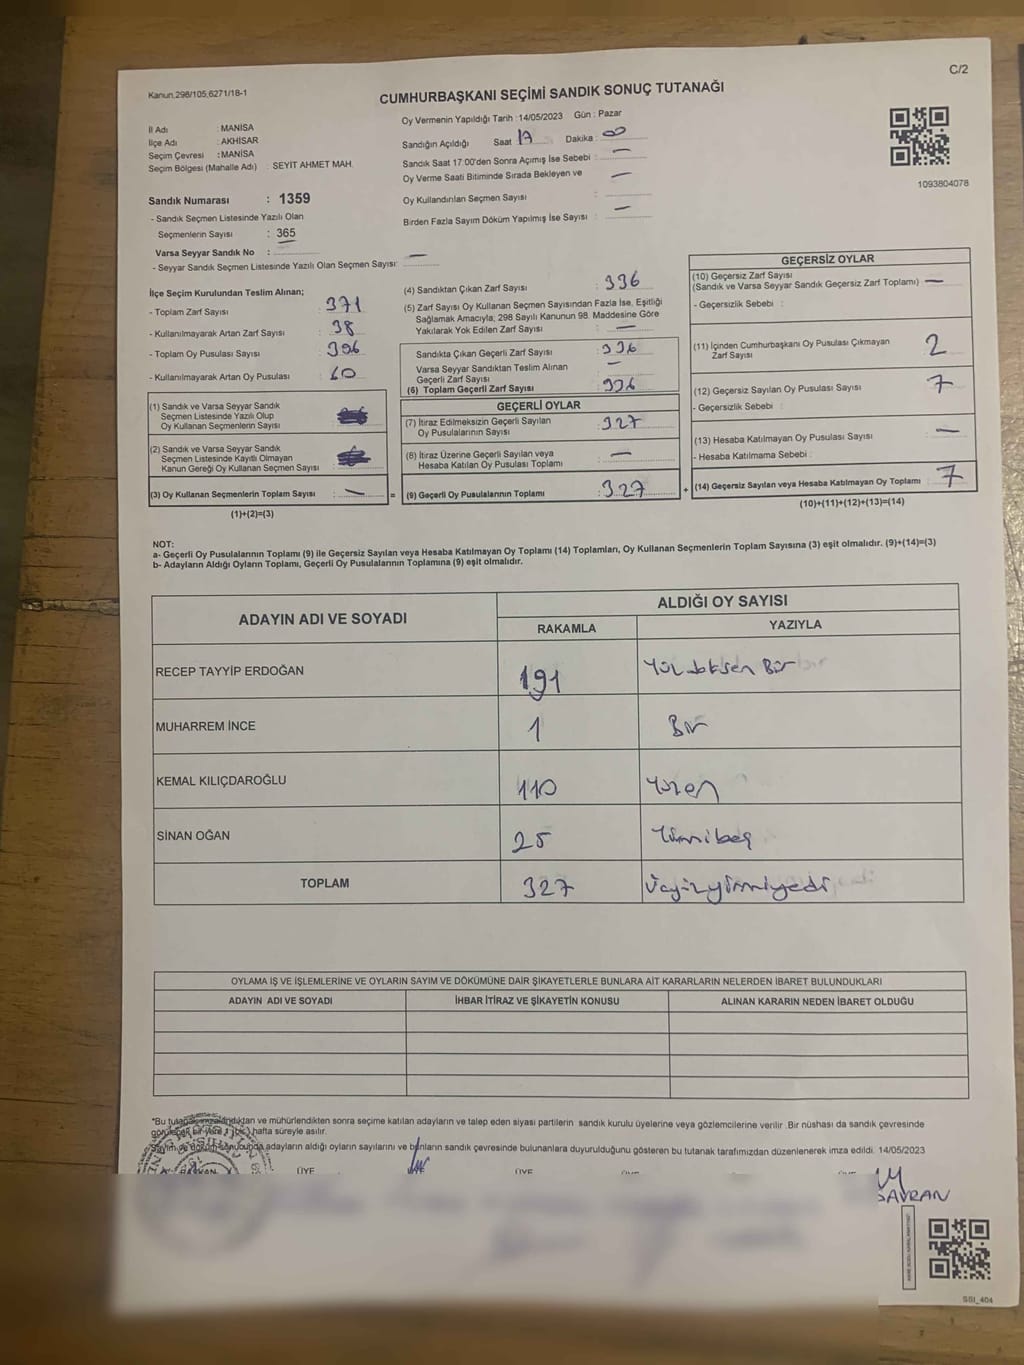 C/2
Kanun.298/105,6271/18-1
CUMHURBAŞKANI SEÇİMİ SANDIK SONUÇ TUTANAĞI
İl Adı : MANİSA
İlçe Adı : AKHİSAR
Seçim Çevresi : MANİSA
Seçim Bölgesi (Mahalle Adı) : SEYİT AHMET MAH.
Sandık Numarası : 1359
- Sandık Seçmen Listesinde Yazılı Olan
Seçmenlerin Sayısı : 365
Varsa Seyyar Sandık No :
- Seyyar Sandık Seçmen Listesinde Yazılı Olan Seçmen Sayısı: —
Oy Vermenin Yapıldığı Tarih :14/05/2023 Gün : Pazar
Sandığın Açıldığı Saat 17 Dakika : 00
Sandık Saat 17:00'den Sonra Açımış İse Sebebi : —
Oy Verme Saati Bitiminde Sırada Bekleyen ve —
Oy Kullandırılan Seçmen Sayısı :
Birden Fazla Sayım Döküm Yapılmış İse Sayısı : —
1093804078
İlçe Seçim Kurulundan Teslim Alınan;
- Toplam Zarf Sayısı : 371
- Kullanılmayarak Artan Zarf Sayısı : 38
- Toplam Oy Pusulası Sayısı :
- Kullanılmayarak Artan Oy Pusulası : 60
(1) Sandık ve Varsa Seyyar Sandık
Seçmen Listesinde Yazılı Olup
Oy Kullanan Seçmenlerin Sayısı :
(2) Sandık ve Varsa Seyyar Sandık
Seçmen Listesinde Kayıtlı Olmayan
Kanun Gereği Oy Kullanan Seçmen Sayısı :
(3) Oy Kullanan Seçmenlerin Toplam Sayısı : — =
(1)+(2)=(3)
(4) Sandıktan Çıkan Zarf Sayısı : 336
(5) Zarf Sayısı Oy Kullanan Seçmen Sayısından Fazla İse, Eşitliği
Sağlamak Amacıyla; 298 Sayılı Kanunun 98. Maddesine Göre
Yakılarak Yok Edilen Zarf Sayısı : —
Sandıkta Çıkan Geçerli Zarf Sayısı : 336
Varsa Seyyar Sandıktan Teslim Alınan —
Geçerli Zarf Sayısı :
(6) Toplam Geçerli Zarf Sayısı : 336
GEÇERLİ OYLAR
(7) İtiraz Edilmeksizin Geçerli Sayılan : 327
Oy Pusulalarının Sayısı
(8) İtiraz Üzerine Geçerli Sayılan veya : —
Hesaba Katılan Oy Pusulası Toplamı
(9) Geçerli Oy Pusulalarının Toplamı : 327 +
GEÇERSİZ OYLAR
(10) Geçersiz Zarf Sayısı
(Sandık ve Varsa Seyyar Sandık Geçersiz Zarf Toplamı) —
- Geçersizlik Sebebi :
(11) İçinden Cumhurbaşkanı Oy Pusulası Çıkmayan 2
Zarf Sayısı
(12) Geçersiz Sayılan Oy Pusulası Sayısı : 7
- Geçersizlik Sebebi :
(13) Hesaba Katılmayan Oy Pusulası Sayısı : —
- Hesaba Katılmama Sebebi :
(14) Geçersiz Sayılan veya Hesaba Katılmayan Oy Toplamı : 7
(10)+(11)+(12)+(13)=(14)
NOT:
a- Geçerli Oy Pusulalarının Toplamı (9) ile Geçersiz Sayılan veya Hesaba Katılmayan Oy Toplamı (14) Toplamları, Oy Kullanan Seçmenlerin Toplam Sayısına (3) eşit olmalıdır. (9)+(14)=(3)
b- Adayların Aldığı Oyların Toplamı, Geçerli Oy Pusulalarının Toplamına (9) eşit olmalıdır.
ADAYIN ADI VE SOYADI ALDIĞI OY SAYISI
RAKAMLA YAZIYLA
RECEP TAYYİP ERDOĞAN 191
MUHARREM İNCE 1 Bir
KEMAL KILIÇDAROĞLU 110 Yüzon
SİNAN OĞAN 25 Yirmibeş
TOPLAM 327 Üçyüzyirmiyedi
OYLAMA İŞ VE İŞLEMLERİNE VE OYLARIN SAYIM VE DÖKÜMÜNE DAİR ŞİKAYETLERLE BUNLARA AİT KARARLARIN NELERDEN İBARET BULUNDUKLARI
ADAYIN ADI VE SOYADI İHBAR İTİRAZ VE ŞİKAYETİN KONUSU ALINAN KARARIN NEDEN İBARET OLDUĞU
ve mühürlendikten sonra seçime katılan adayların ve talep eden siyasi partilerin sandık kurulu üyelerine veya gözlemcilerine verilir .Bir nüshası da sandık çevresinde
hafta süreyle asılır.
adayların aldığı oyların sayılarını ve bunların sandık çevresinde bulunanlara duyurulduğunu gösteren bu tutanak tarafımızdan düzenlenerek imza edildi. 14/05/2023
ÜYE ÜYE
SAVRAN
SSI_404